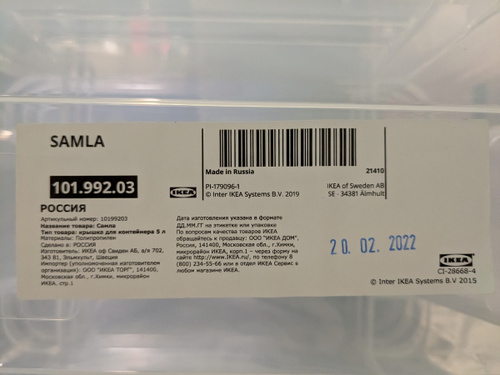 SAMLA
101.992.03
IKEA
Made in Russia
21410
PI-179096-1
© Inter IKEA Systems B.V. 2019
IKEA of Sweden AB
SE - 34381 Älmhult
РОССИЯ
Артикульный номер: 10199203
Название товара: Самла
Тип товара: крышка для контейнера 5 л
Материалы: Полипропилен
Сделано в: РОССИЯ
Изготовитель: ИКЕА оф Свиден АБ, а/я 702,
343 81, Эльмхульт, Швеция
Импортер (уполномоченная изготовителем
организация): ООО "ИКЕА ТОРГ", 141400,
Московская обл., г.Химки, микрорайон
ИКЕА, стр.1
Дата изготовления указана в формате
ДД.ММ.ГГ на этикетке или упаковке
По вопросам качества товаров ИКЕА
обращайтесь к продавцу: ООО "ИКЕА ДОМ",
Россия, 141400, Московская обл., г.Химки,
микрорайон ИКЕА, корп.1 - через форму на
сайте http://www.IKEA.ru/, по телефону 8
(800) 234-55-66 или в отдел ИКЕА Сервис в
любом магазине ИКЕА.
20. 02. 2022
IKEA
CI-28668-4
© Inter IKEA Systems B.V. 2015